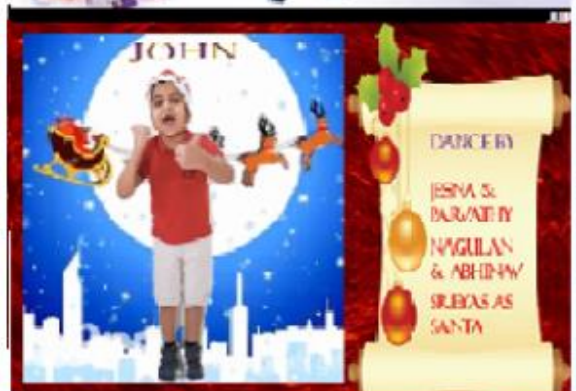 JOHN
DANCE BY
JESNA &
PARVATHY
NAGULAN
& ABHINAV
SREYAS AS
SANTA